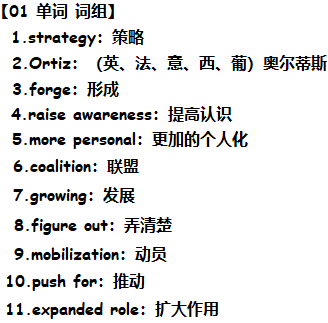 【01 单词 词组】
1.strategy：策略
2.Ortiz：（英、法、意、西、葡）奥尔蒂斯
3.forge：形成
4.raise awareness：提高认识
5.more personal：更加的个人化
6.coalition：联盟
7.growing：发展
8.figure out：弄清楚
9.mobilization：动员
10.push for：推动
11.expanded role：扩大作用